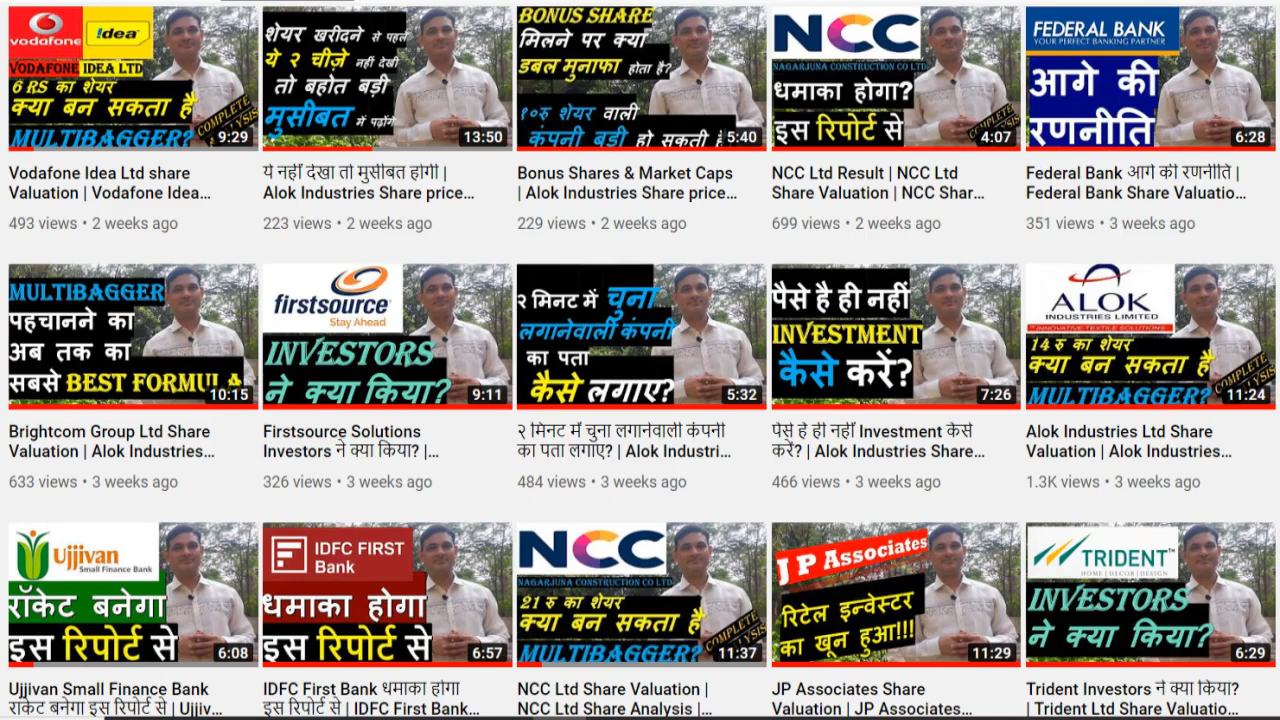 vodafone
!dea
VODAFONE IDEA LTD
6 RS का शेयर
क्या बन सकता है
MULTIBAGGER?
COMPLETE
9:29
शेयर खरीदने से पहले
ये २ चीज़े नहीं देखी
तो बहोत बड़ी
मुसीबत में पड़ोगे
13:50
BONUS SHARE
मिलने पर क्या
डबल मुनाफा होता है?
१०रु शेयर वाली
कंपनी बडी हो सकती
5:40
NCC
NAGARJUNA CONSTRUCTION CO LTD
धमाका होगा?
इस रिपोर्ट से
COMPLETE
4:07
FEDERAL BANK
YOUR PERFECT BANKING PARTNER
आगे की
रणनीति
6:28
Vodafone Idea Ltd share
Valuation | Vodafone Idea...
493 views • 2 weeks ago
ये नहीं देखा तो मुसीबत होगी |
Alok Industries Share price...
223 views • 2 weeks ago
Bonus Shares & Market Caps
| Alok Industries Share price...
229 views • 2 weeks ago
NCC Ltd Result | NCC Ltd
Share Valuation | NCC Shar...
699 views • 2 weeks ago
Federal Bank आगे की रणनीति |
Federal Bank Share Valuatio...
351 views • 3 weeks ago
MULTIBAGGER
पहचानने का
अब तक का
सबसे BEST FORMULA
10:15
firstsource
Stay Ahead
INVESTORS
ने क्या किया?
9:11
२ मिनट में चुना
लगानेवाली कंपनी
का पता
कैसे लगाए?
5:32
पैसे है ही नहीं
INVESTMENT
कैसे करें?
7:26
ALOK
INDUSTRIES LIMITED
INNOVATIVE TEXTILE SOLUTIONS
14 रु का शेयर
क्या बन सकता है
MULTIBAGGER?
COMPLETE
11:24
Brightcom Group Ltd Share
Valuation | Alok Industries...
633 views • 3 weeks ago
Firstsource Solutions
Investors ने क्या किया? |...
326 views • 3 weeks ago
२ मिनट में चुना लगानेवाली कंपनी
का पता लगाए? | Alok Industri...
484 views • 3 weeks ago
पैसे है ही नहीं Investment कैसे
करें? | Alok Industries Share...
466 views • 3 weeks ago
Alok Industries Ltd Share
Valuation | Alok Industries...
1.3K views • 3 weeks ago
Ujjivan
Small Finance Bank
रॉकेट बनेगा
इस रिपोर्ट से
6:08
IDFC FIRST
Bank
धमाका होगा
इस रिपोर्ट से
6:57
NCC
NAGARJUNA CONSTRUCTION CO LTD
21 रु का शेयर
क्या बन सकता है
MULTIBAGGER?
COMPLETE
11:37
J P Associates
रिटेल इन्वेस्टर
का खून हुआ!!!
11:29
TRIDENT™
HOME | DECOR | DESIGN
INVESTORS
ने क्या किया?
6:29
Ujjivan Small Finance Bank
रॉकेट बनेगा इस रिपोर्ट से | Ujjiv...
IDFC First Bank धमाका होगा
इस रिपोर्ट से | IDFC First Bank...
NCC Ltd Share Valuation |
NCC Ltd Share Analysis |...
JP Associates Share
Valuation | JP Associates...
Trident Investors ने क्या किया?
| Trident Ltd Share Valuatio...